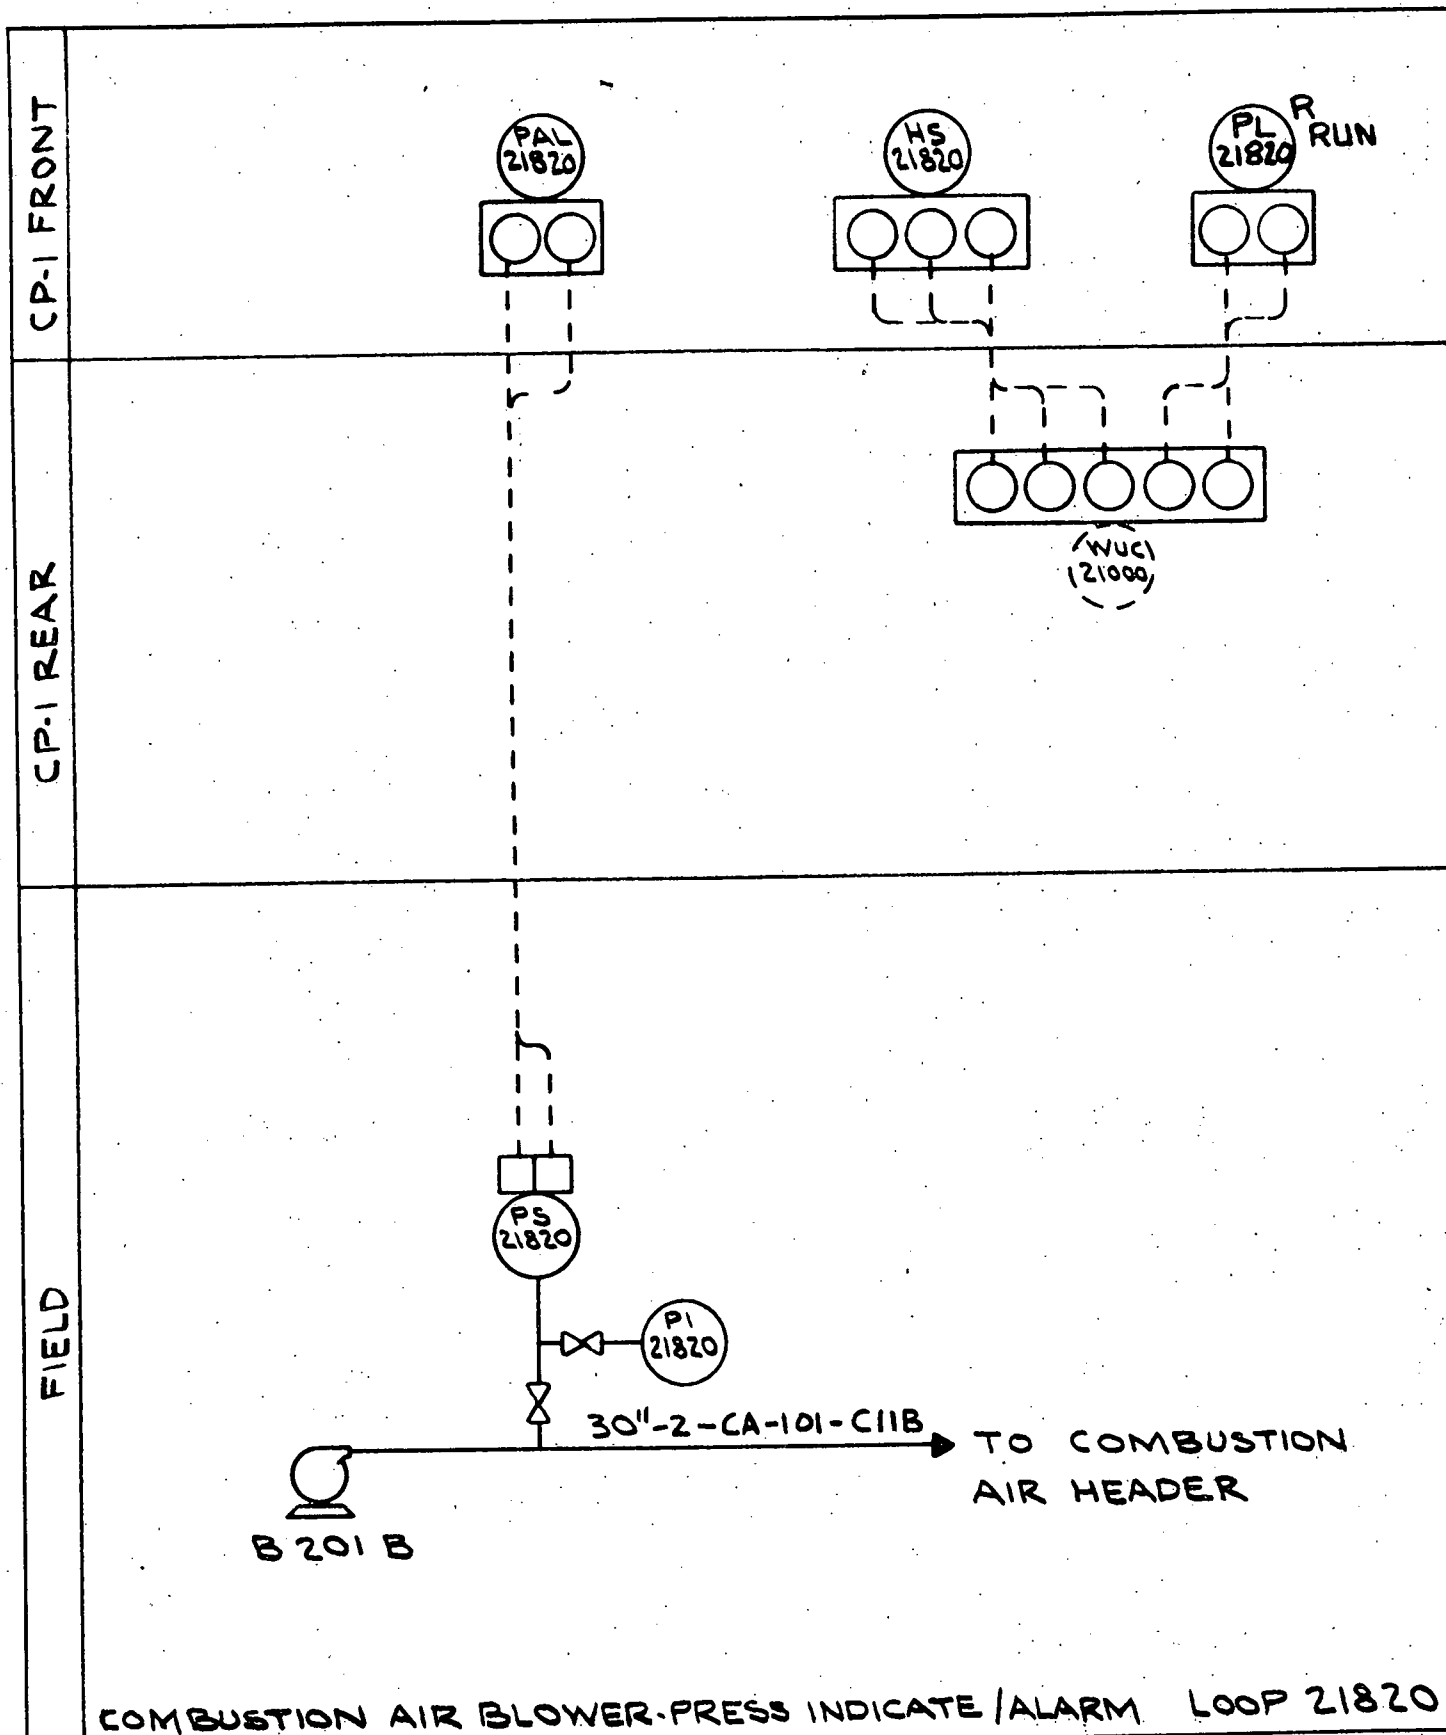 CP-1 FRONT
PAL
21820
HS
21820
PL
21820
R
RUN
CP-1 REAR
WUC
21000
FIELD
PS
21820
PI
21820
30"-2-CA-101-C11B
TO COMBUSTION
AIR HEADER
B 201 B
COMBUSTION AIR BLOWER-PRESS INDICATE/ALARM LOOP 21820